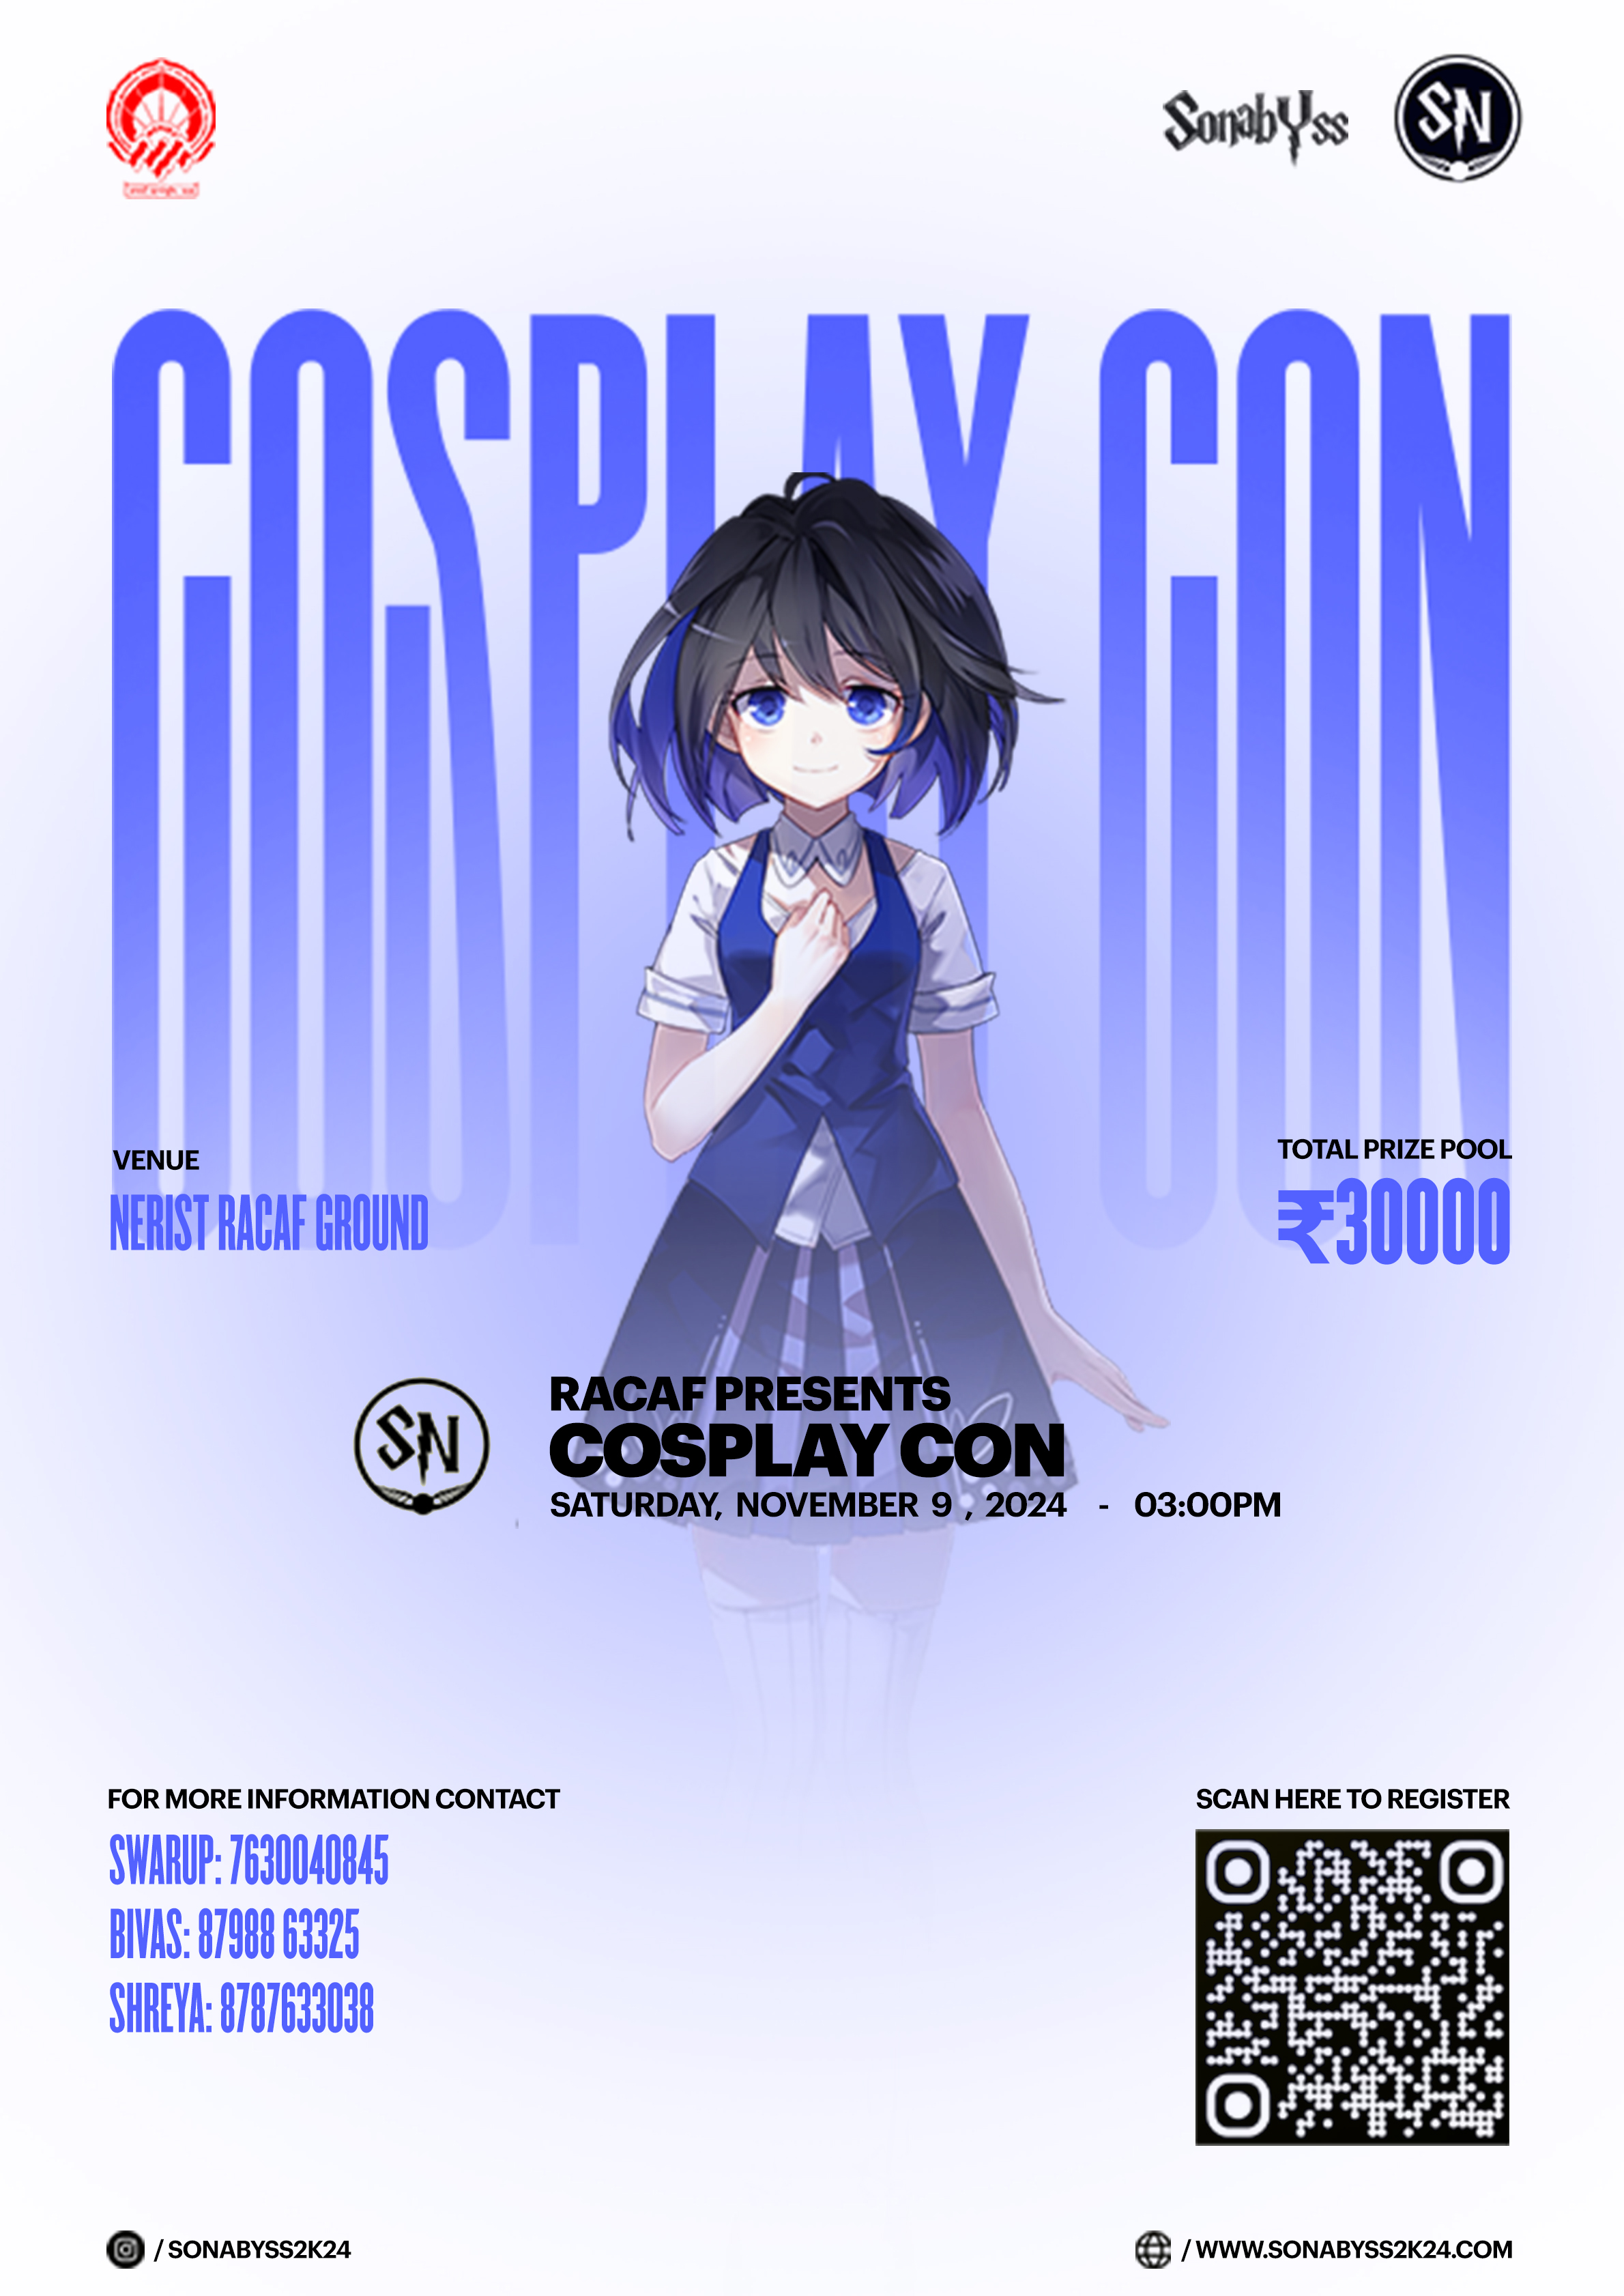 SonabYss
SN
COSPLAY CON
VENUE
NERIST RACAF GROUND
TOTAL PRIZE POOL
₹30000
SN
RACAF PRESENTS
COSPLAY CON
SATURDAY, NOVEMBER 9 , 2024 - 03:00PM
FOR MORE INFORMATION CONTACT
SWARUP: 7630040845
BIVAS: 87988 63325
SHREYA: 8787633038
SCAN HERE TO REGISTER
/ SONABYSS2K24
/ WWW.SONABYSS2K24.COM